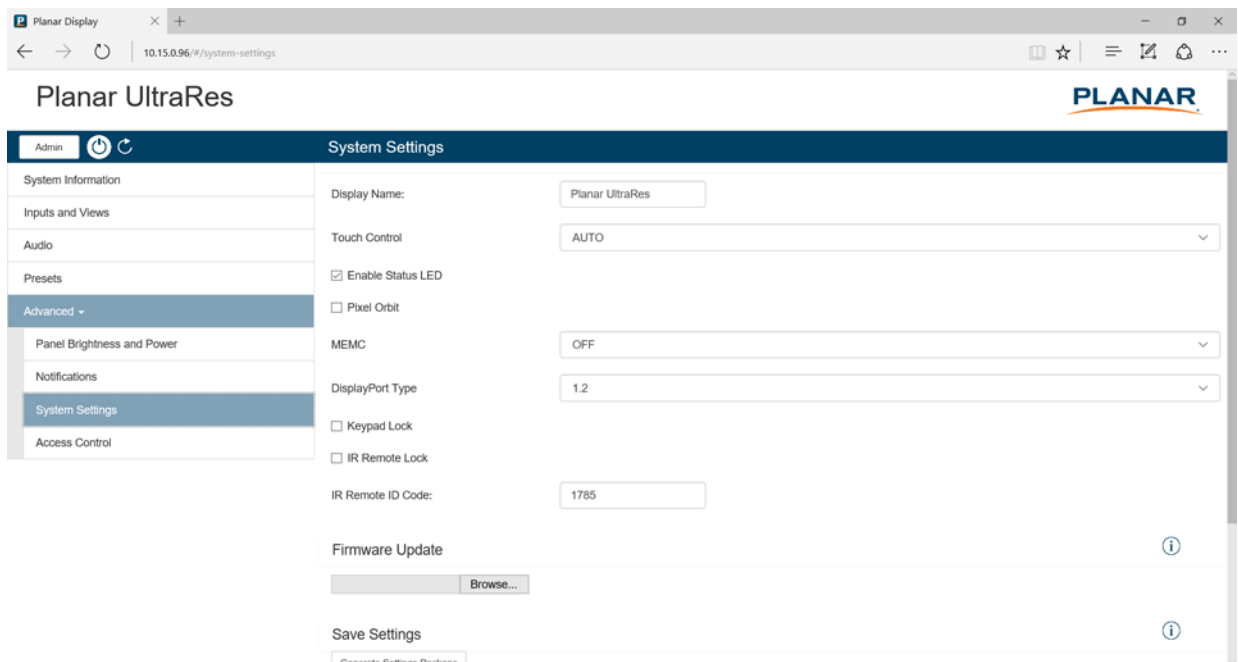 Planar Display
10.15.0.96/#/system-settings
Planar UltraRes
PLANAR
Admin
System Settings
System Information
Inputs and Views
Audio
Presets
Advanced
Panel Brightness and Power
Notifications
System Settings
Access Control
Display Name:
Planar UltraRes
Touch Control
AUTO
Enable Status LED
Pixel Orbit
MEMC
OFF
DisplayPort Type
1.2
Keypad Lock
IR Remote Lock
IR Remote ID Code:
1785
Firmware Update
Browse...
Save Settings
Generate Settings Package